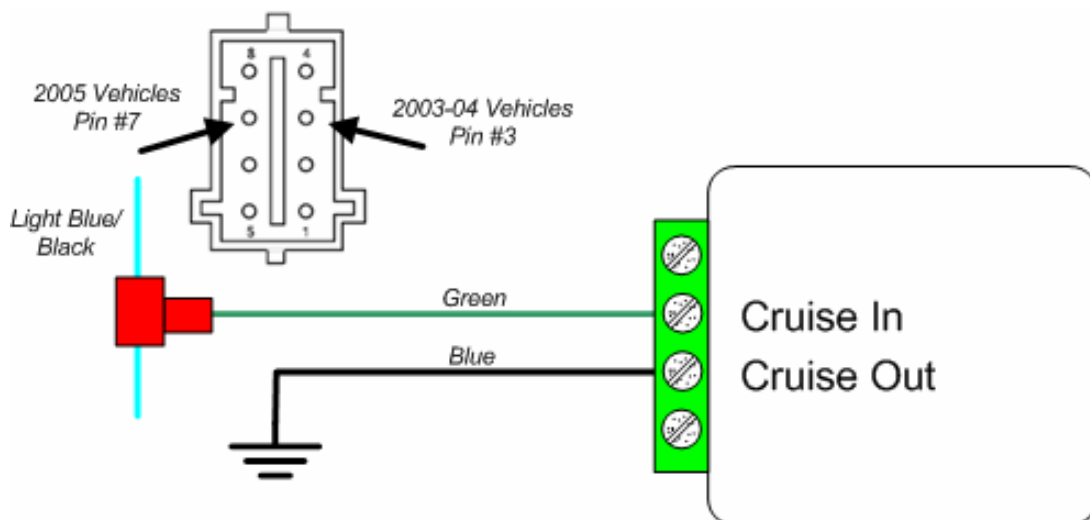 8 4
2005 Vehicles
Pin #7
2003-04 Vehicles
Pin #3
Light Blue/
Black
5 1
Green
Cruise In
Blue
Cruise Out